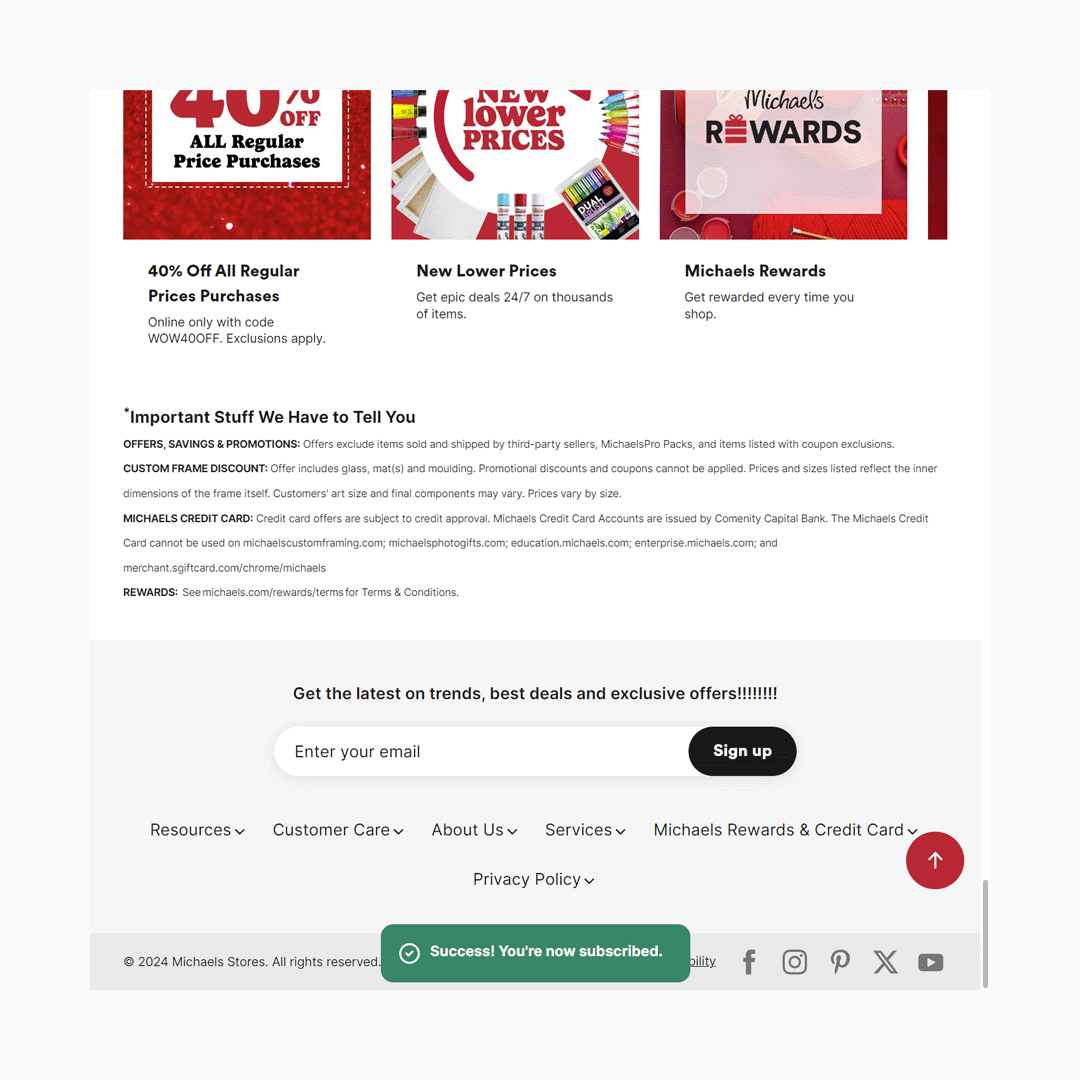 40%
OFF
ALL Regular
Price Purchases
NEW
lower
PRICES
DUAL
BRUSH
Michaels
REWARDS
40% Off All Regular
Prices Purchases
Online only with code
WOW40OFF. Exclusions apply.
New Lower Prices
Get epic deals 24/7 on thousands
of items.
Michaels Rewards
Get rewarded every time you
shop.
*Important Stuff We Have to Tell You
OFFERS, SAVINGS & PROMOTIONS: Offers exclude items sold and shipped by third-party sellers, MichaelsPro Packs, and items listed with coupon exclusions.
CUSTOM FRAME DISCOUNT: Offer includes glass, mat(s) and moulding. Promotional discounts and coupons cannot be applied. Prices and sizes listed reflect the inner
dimensions of the frame itself. Customers' art size and final components may vary. Prices vary by size.
MICHAELS CREDIT CARD: Credit card offers are subject to credit approval. Michaels Credit Card Accounts are issued by Comenity Capital Bank. The Michaels Credit
Card cannot be used on michaelscustomframing.com; michaelsphotogifts.com; education.michaels.com; enterprise.michaels.com; and
merchant.sgiftcard.com/chrome/michaels
REWARDS: See michaels.com/rewards/terms for Terms & Conditions.
Get the latest on trends, best deals and exclusive offers!!!!!!!!
Enter your email
Sign up
Resources
Customer Care
About Us
Services
Michaels Rewards & Credit Card
Privacy Policy
© 2024 Michaels Stores. All rights reserved.
Success! You're now subscribed.